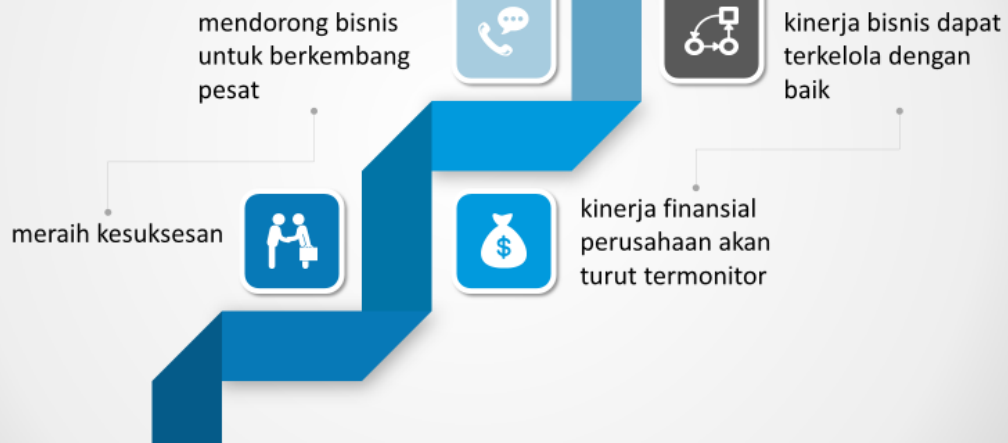 mendorong bisnis
untuk berkembang
pesat
kinerja bisnis dapat
terkelola dengan
baik
meraih kesuksesan
kinerja finansial
perusahaan akan
turut termonitor
$